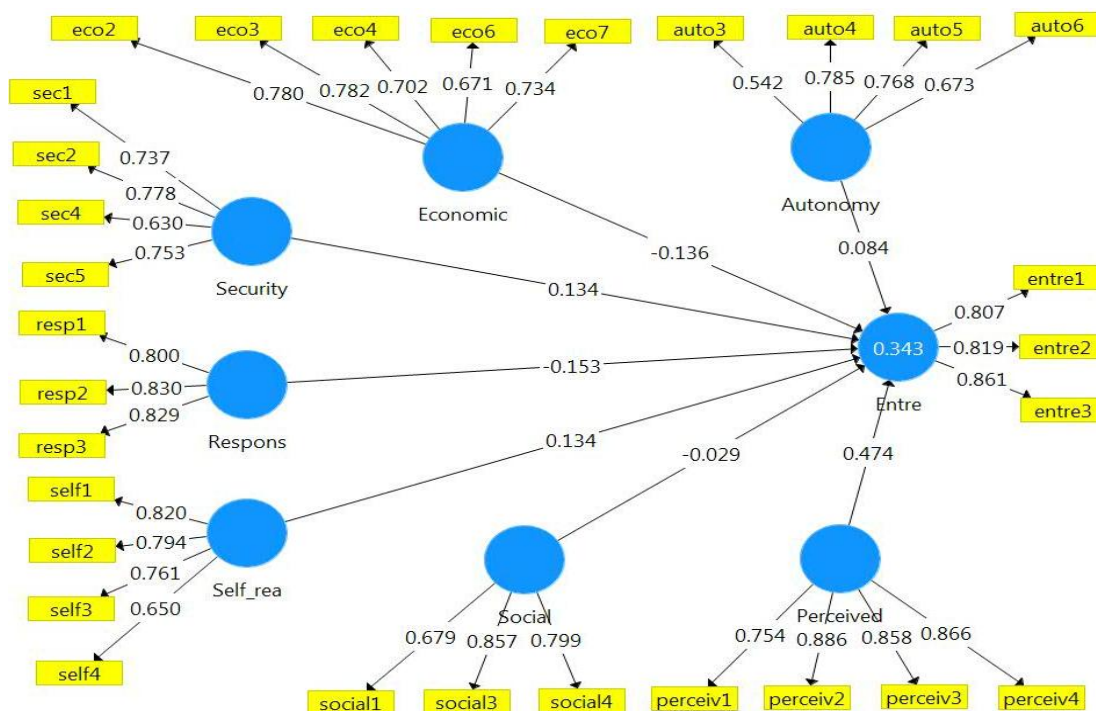 eco2
eco3
eco4
eco6
eco7
auto3
auto4
auto5
auto6
0.780
0.782
0.702
0.671
0.734
0.542
0.785
0.768
0.673
sec1
sec2
sec4
sec5
0.737
0.778
0.630
0.753
Security
Economic
Autonomy
-0.136
0.084
0.134
resp1
resp2
resp3
0.800
0.830
0.829
Respons
-0.153
0.343
Entre
0.807
0.819
0.861
entre1
entre2
entre3
self1
self2
self3
self4
0.820
0.794
0.761
0.650
Self_rea
0.134
-0.029
0.474
Social
Perceived
0.679
0.857
0.799
0.754
0.886
0.858
0.866
social1
social3
social4
perceiv1
perceiv2
perceiv3
perceiv4